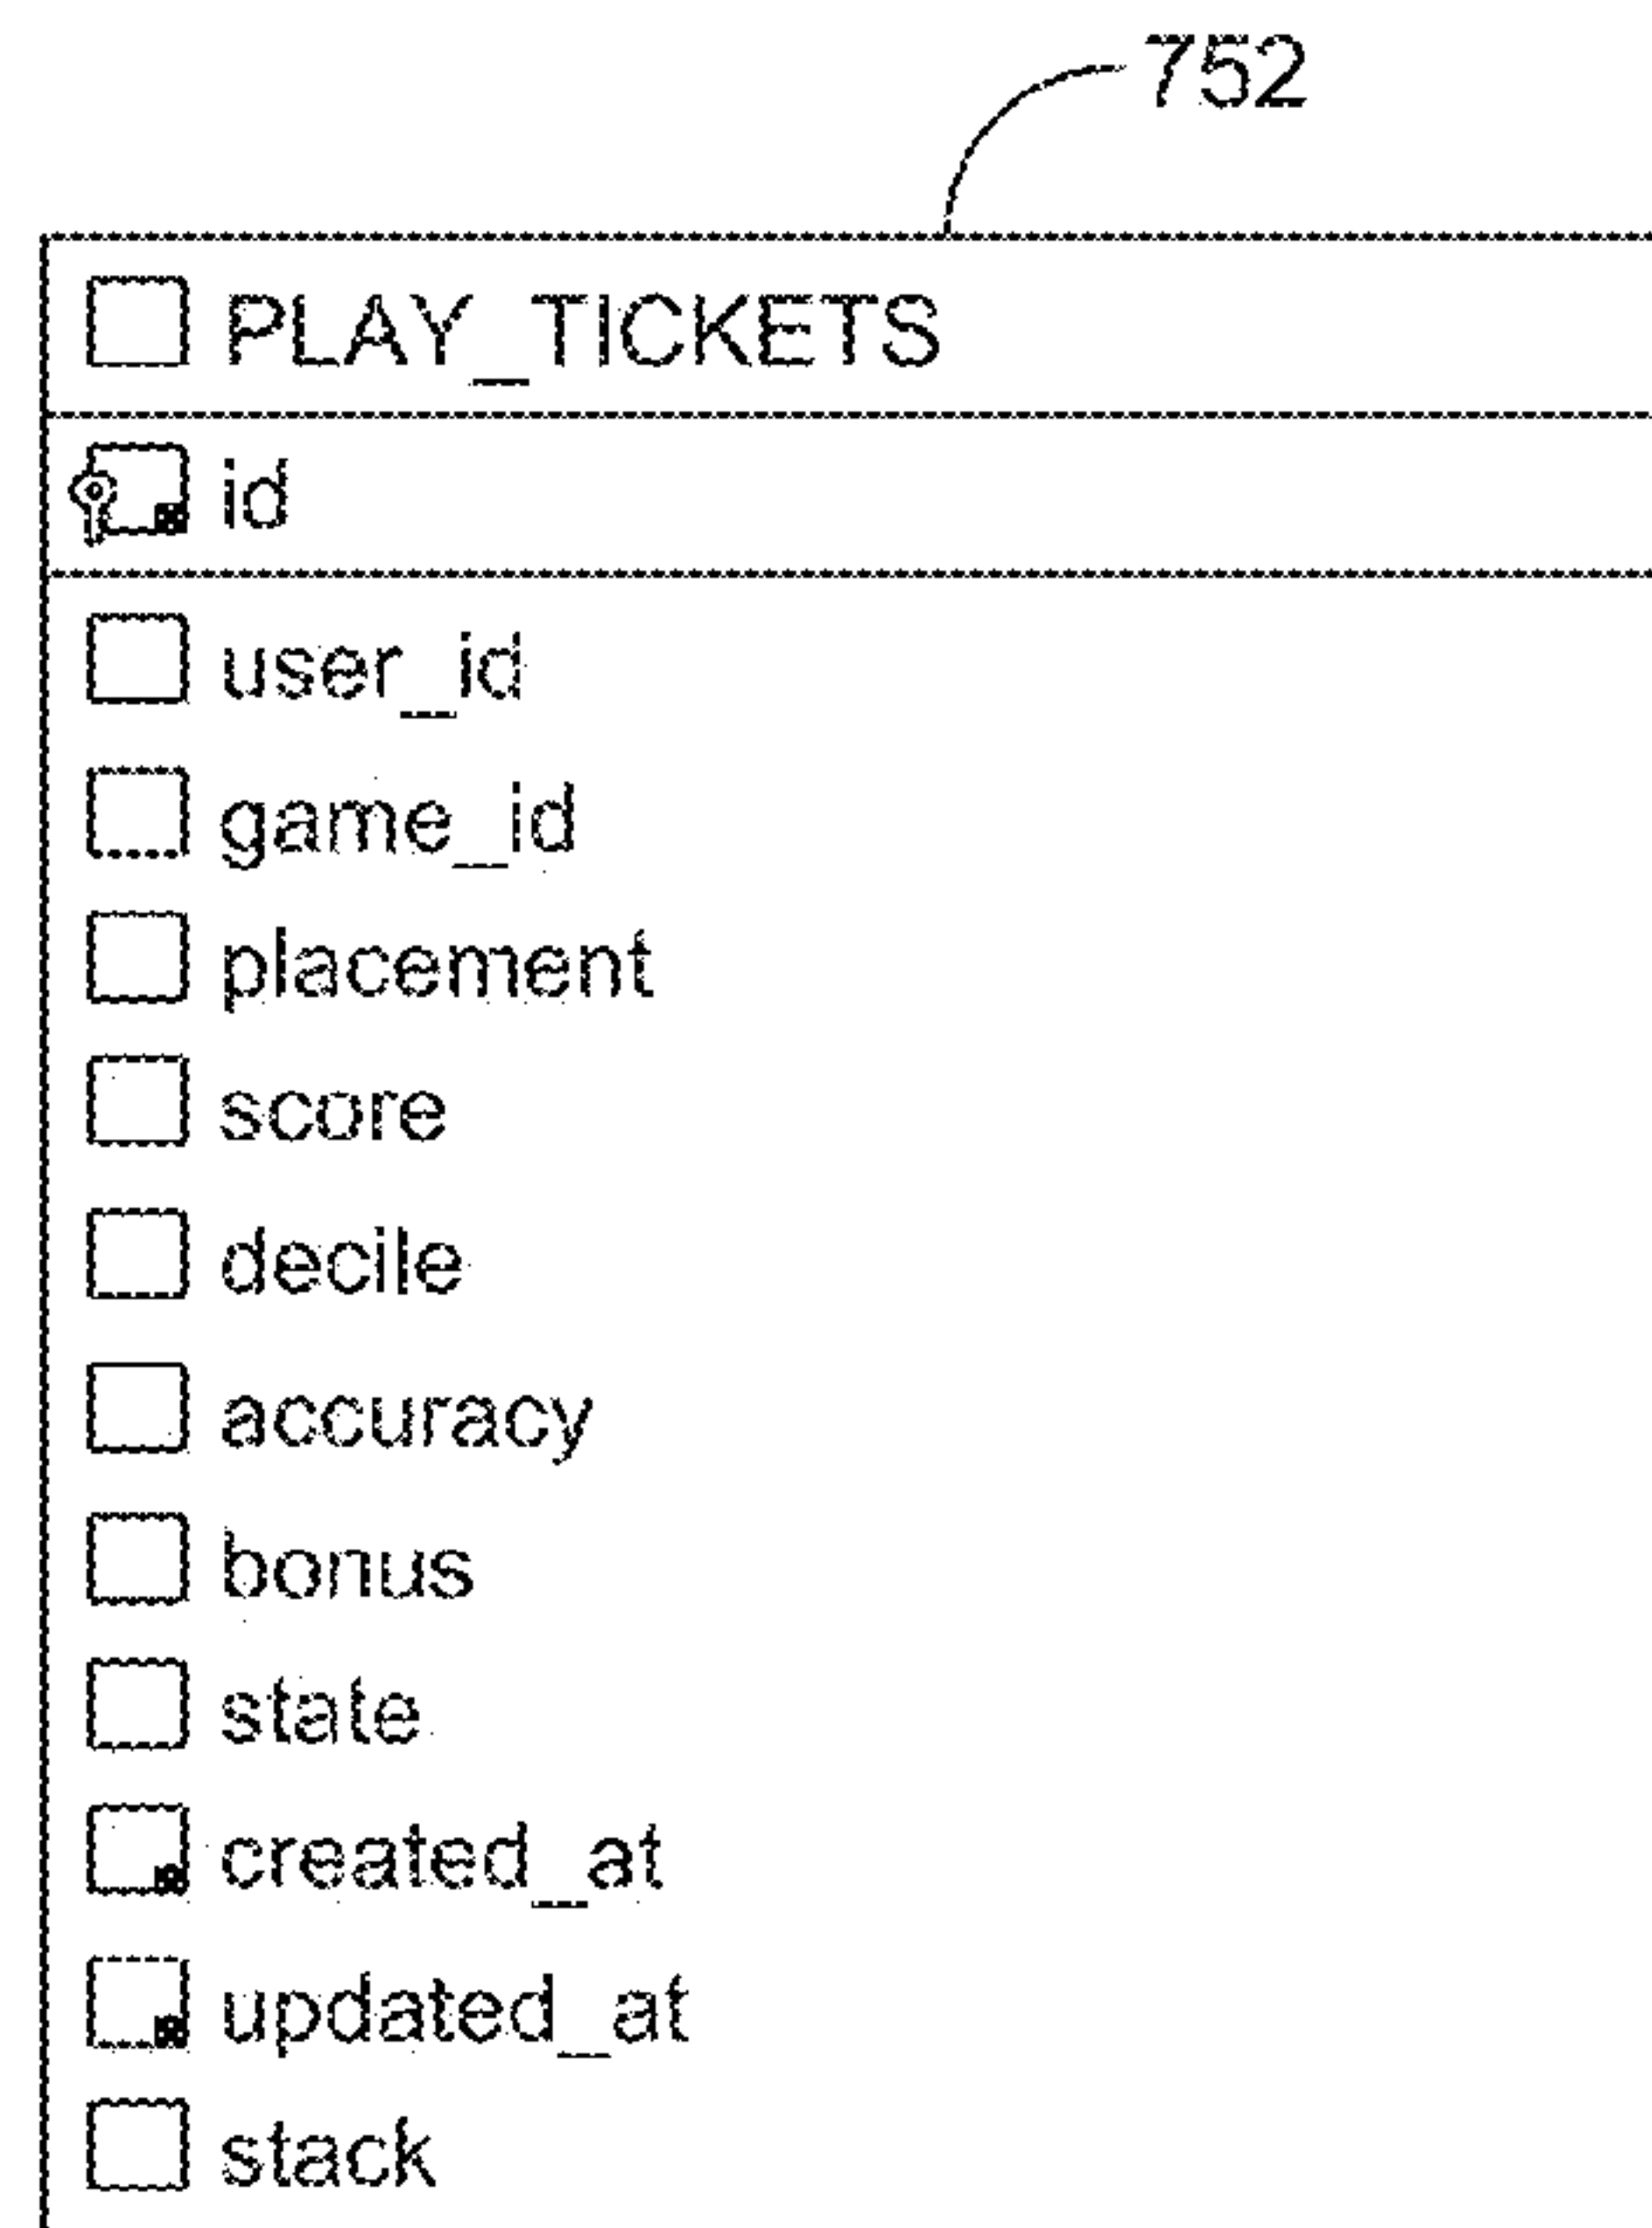 752
PLAY_TICKETS
id
user_id
game_id
placement
score
decile
accuracy
bonus
state
created_at
updated_at
stack